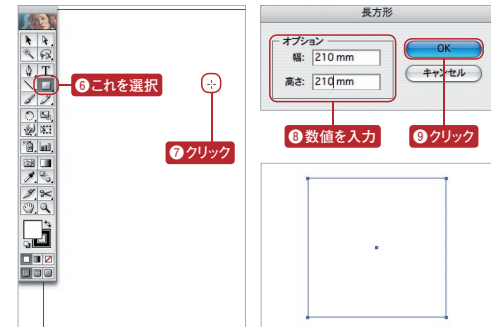 ❻これを選択
❼クリック
長方形
オプション
幅: 210 mm
高さ: 210 mm
OK
キャンセル
❽数値を入力
❾クリック
T